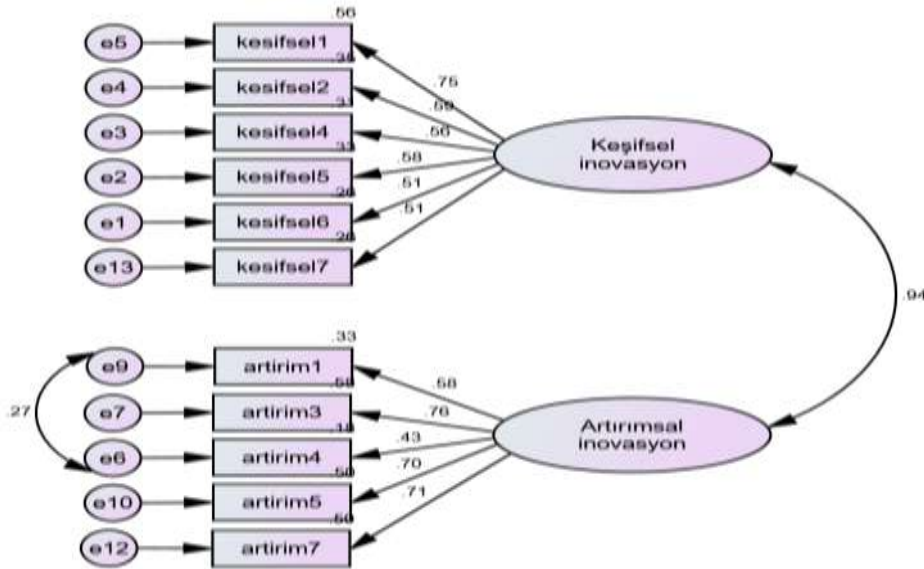 .56
e5
kesifsel1
.75
.35
e4
kesifsel2
.59
.31
e3
kesifsel4
.56
.33
e2
kesifsel5
.58
.26
e1
kesifsel6
.51
.26
e13
kesifsel7
.51
Keşifsel
inovasyon
.94
.33
e9
artirim1
.58
.58
e7
artirim3
.76
e6
artirim4
.43
.50
e10
artirim5
.70
.50
e12
artirim7
.71
.27
Artırımsal
inovasyon